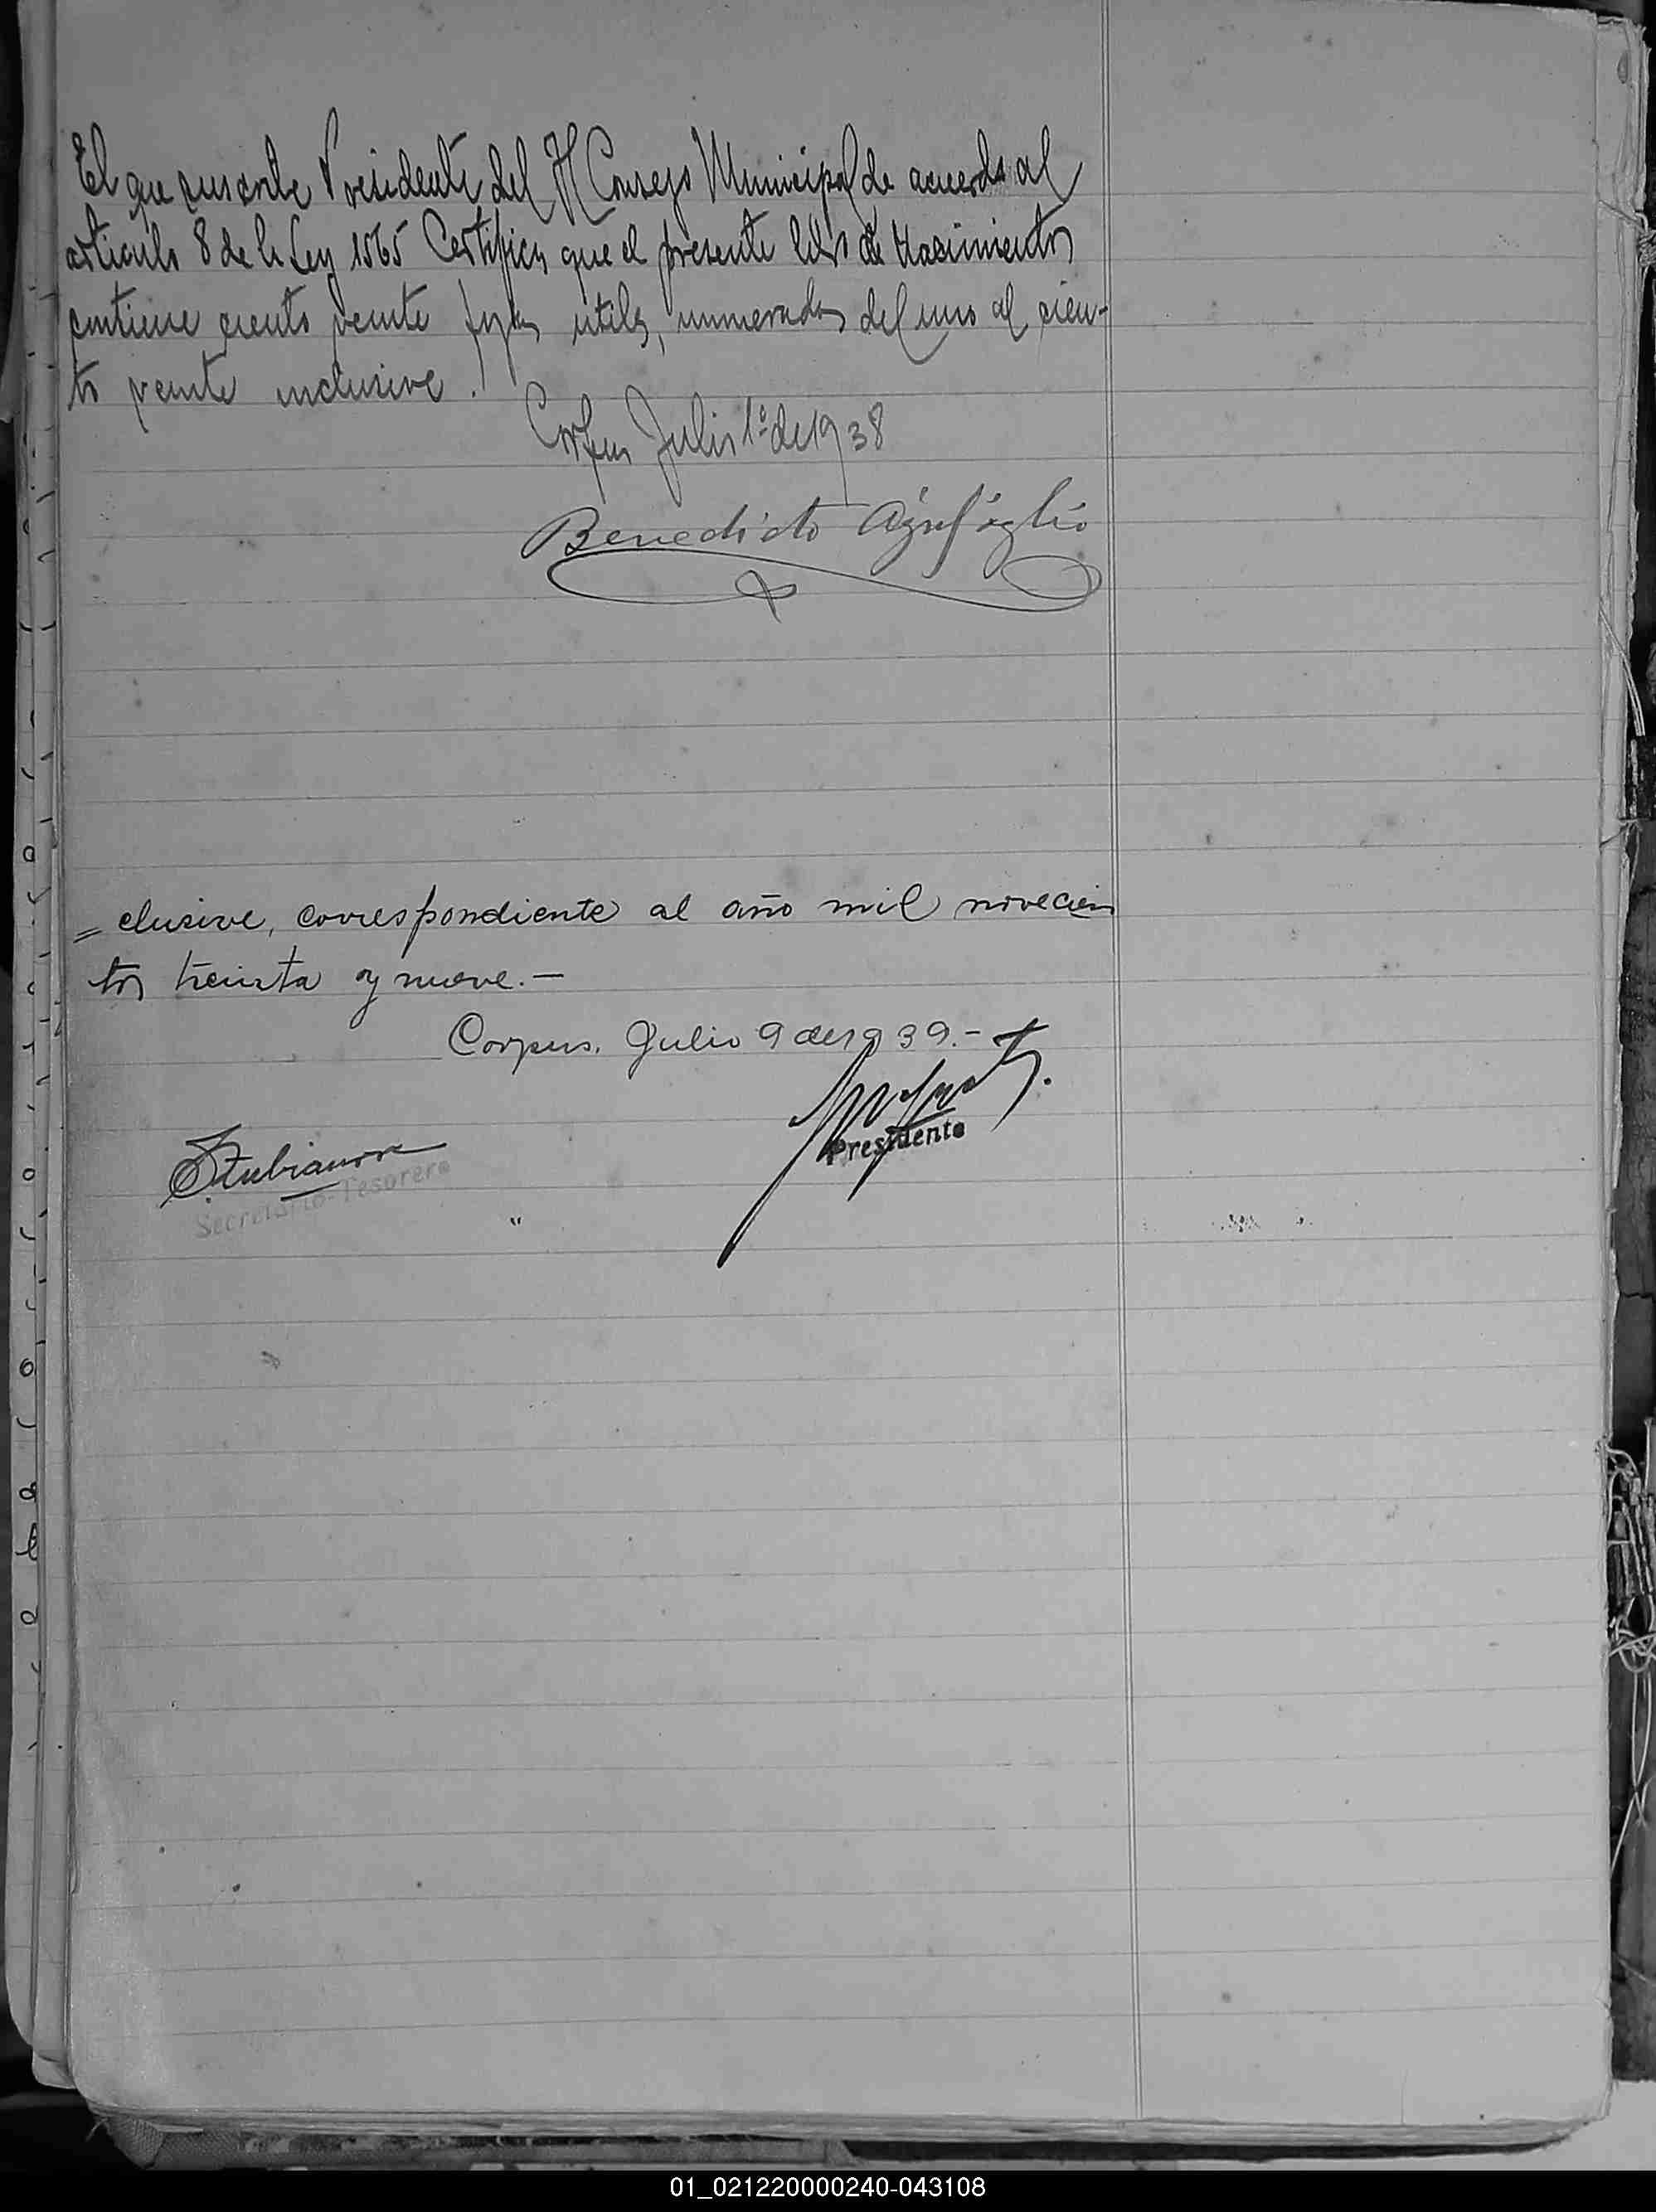 El que suscribe Presidente del H Consejo Municipal de acuerdo al
artículo 8 de la Ley 1565 Certifica que el presente libro de Nacimientos
contiene ciento veinte fojas útiles, numeradas del uno al cien-
to veinte inclusive.
Corpus Julio 1º de 1938
Benedicto
= clusive, correspondiente al año mil novecien
tos treinta y nueve. —
Corpus, Julio 9 de 1939.-
Presidente
Secretario-Tesorero
01_021220000240-043108